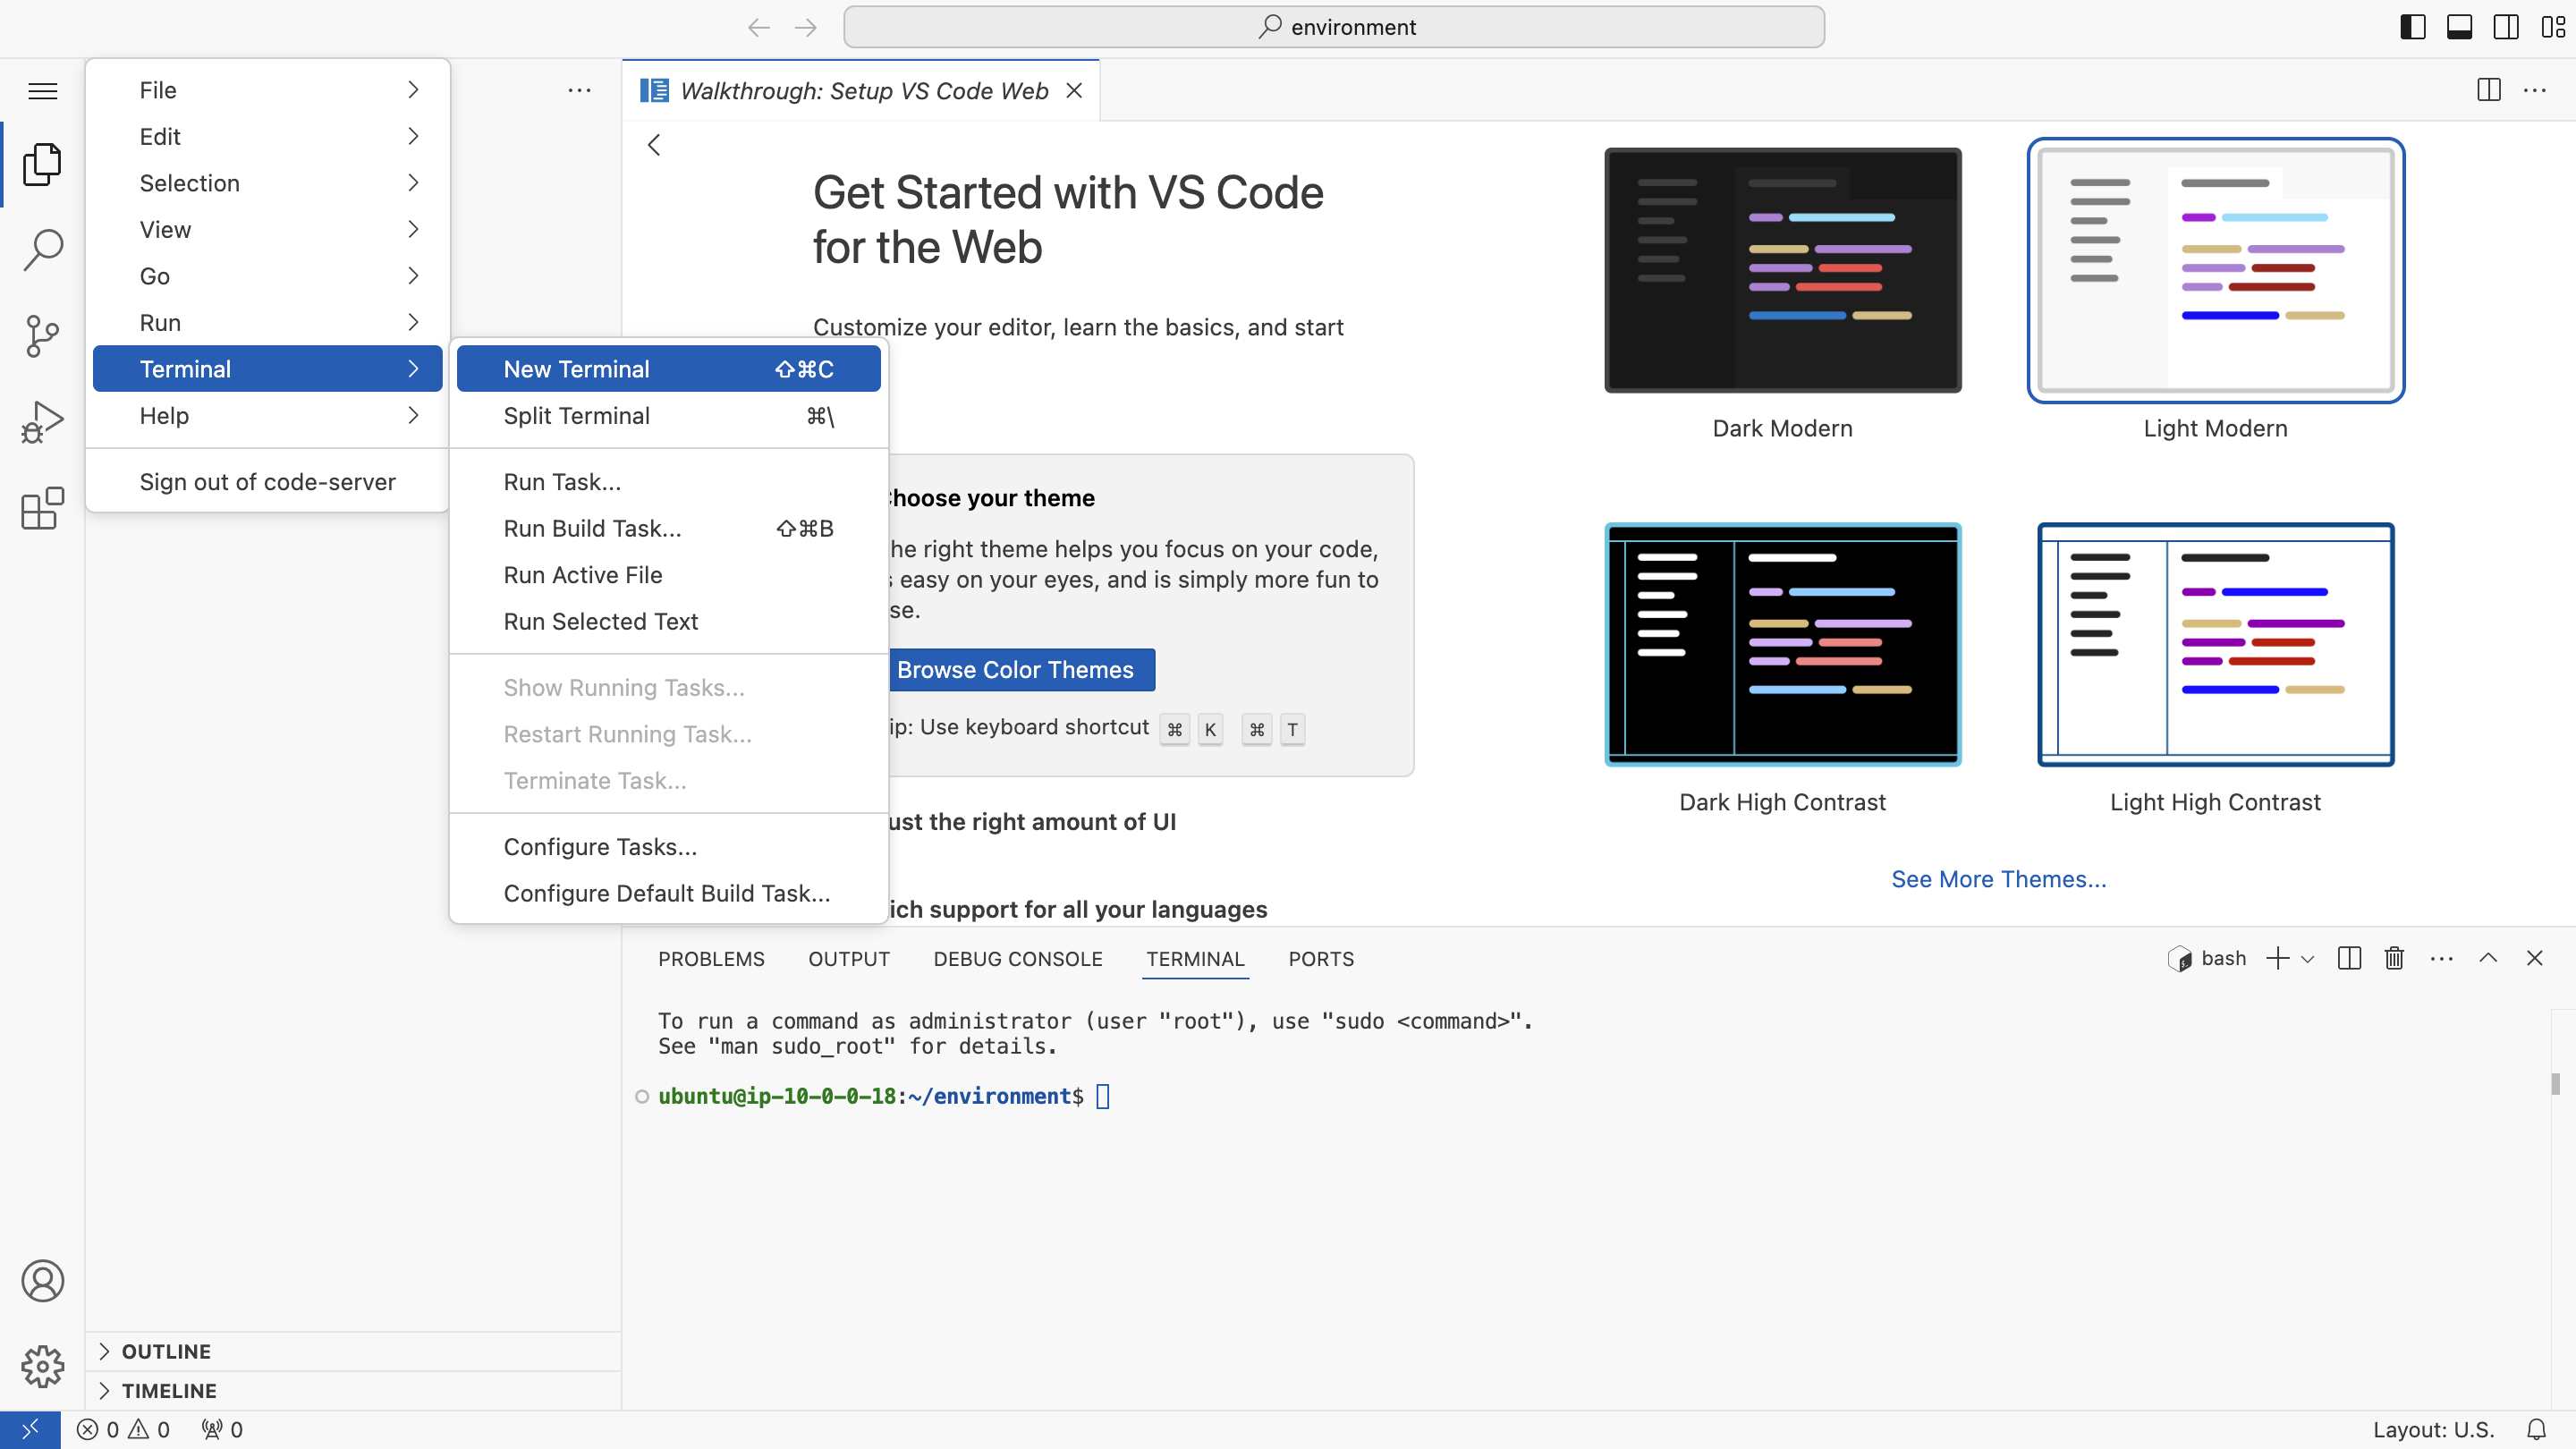 environment
File
Edit
Selection
View
Go
Run
Terminal
Help
Sign out of code-server
New Terminal ⇧⌘C
Split Terminal ⌘\
Run Task...
Run Build Task... ⇧⌘B
Run Active File
Run Selected Text
Show Running Tasks...
Restart Running Task...
Terminate Task...
Configure Tasks...
Configure Default Build Task...
OUTLINE
TIMELINE
Walkthrough: Setup VS Code Web
Get Started with VS Code
for the Web
Customize your editor, learn the basics, and start
hoose your theme
he right theme helps you focus on your code,
easy on your eyes, and is simply more fun to
se.
Browse Color Themes
ip: Use keyboard shortcut ⌘ K ⌘ T
ust the right amount of UI
ich support for all your languages
Dark Modern
Light Modern
Dark High Contrast
Light High Contrast
See More Themes...
PROBLEMS OUTPUT DEBUG CONSOLE TERMINAL PORTS
bash
To run a command as administrator (user "root"), use "sudo <command>".
See "man sudo_root" for details.
ubuntu@ip-10-0-0-18:~/environment$
0 0 0
Layout: U.S.